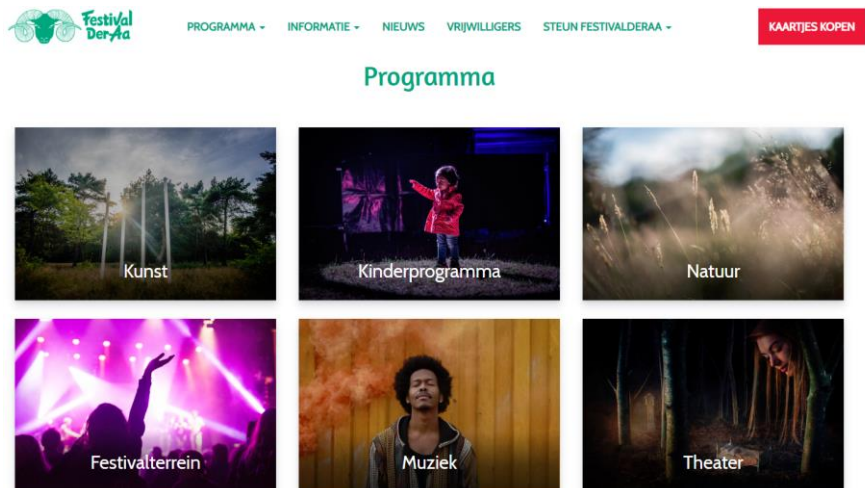 Festival
DerAa
PROGRAMMA
INFORMATIE
NIEUWS
VRIJWILLIGERS
STEUN FESTIVALDERAA
KAARTJES KOPEN
Programma
Kunst
Kinderprogramma
Natuur
Festivalterrein
Muziek
Theater